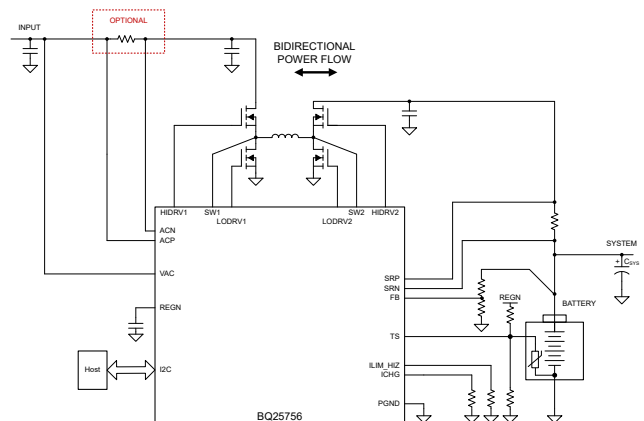 INPUT
OPTIONAL
BIDIRECTIONAL
POWER FLOW
HIDRV1
SW1
LODRV1
LODRV2
SW2
HIDRV2
ACN
ACP
VAC
REGN
I2C
Host
SRP
SRN
FB
TS
ILIM_HIZ
ICHG
PGND
SYSTEM
+ CSYS
REGN
BATTERY
BQ25756